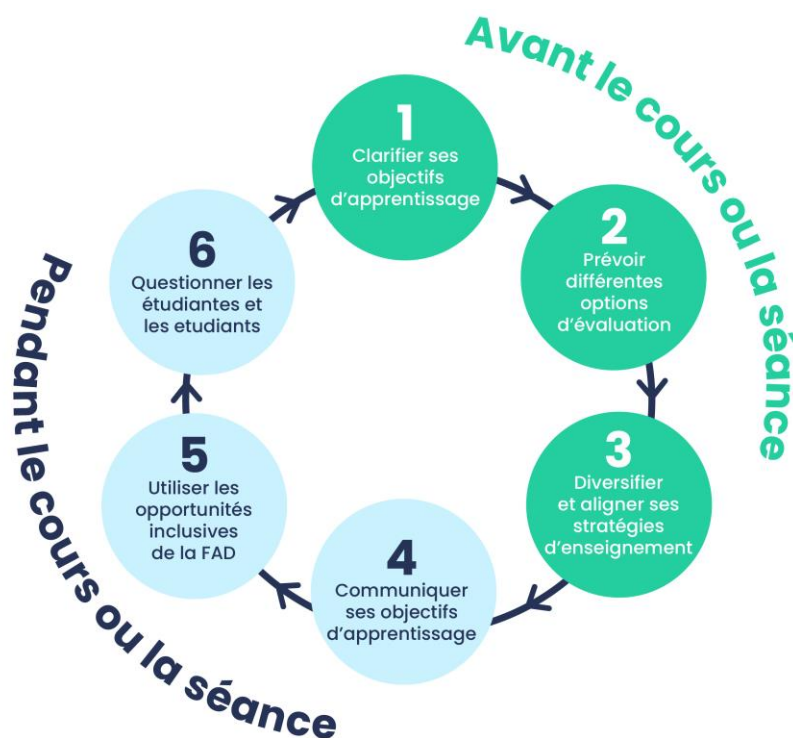 Avant le cours ou la séance
1
Clarifier ses
objectifs
d'apprentissage
2
Prévoir
différentes
options
d'évaluation
3
Diversifier
et aligner ses
stratégies
d'enseignement
4
Communiquer
ses objectifs
d'apprentissage
5
Utiliser les
opportunités
inclusives
de la FAD
6
Questionner les
étudiantes et
les etudiants
Pendant le cours ou la séance